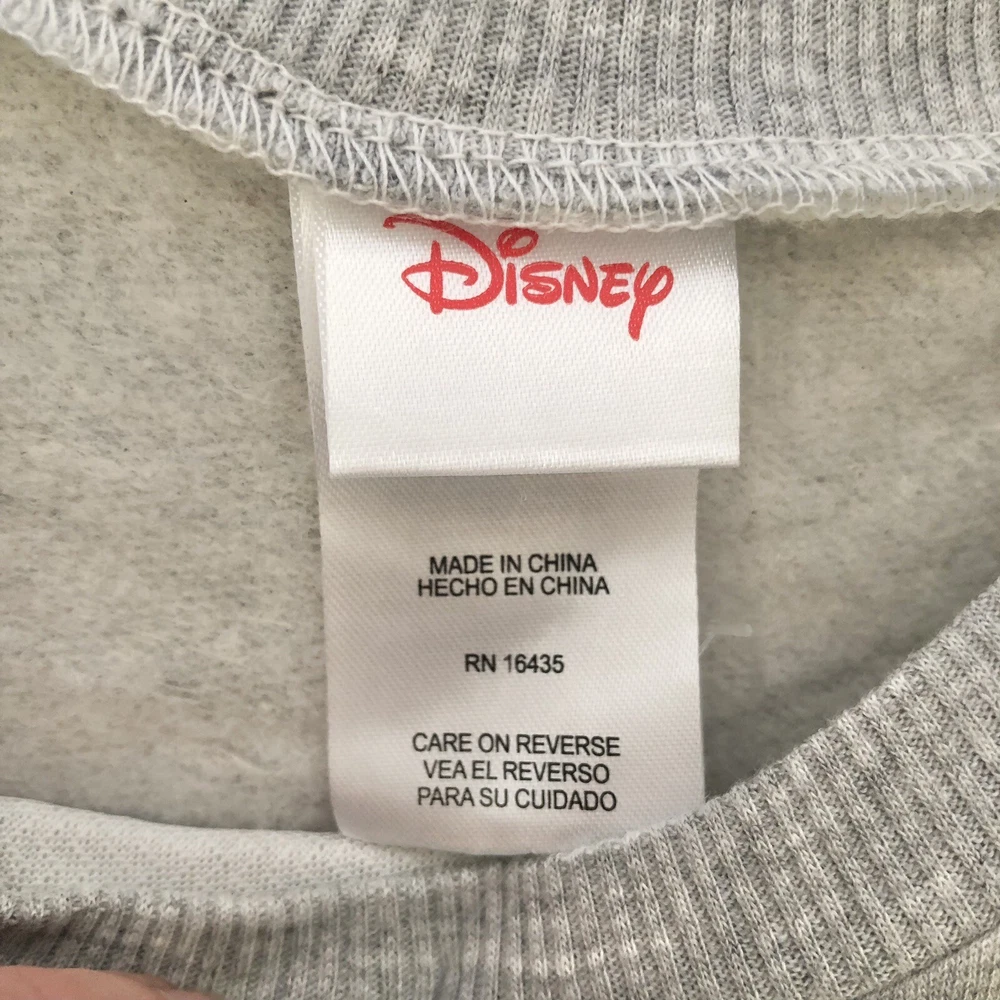 Disney
MADE IN CHINA
HECHO EN CHINA
RN 16435
CARE ON REVERSE
VEA EL REVERSO
PARA SU CUIDADO